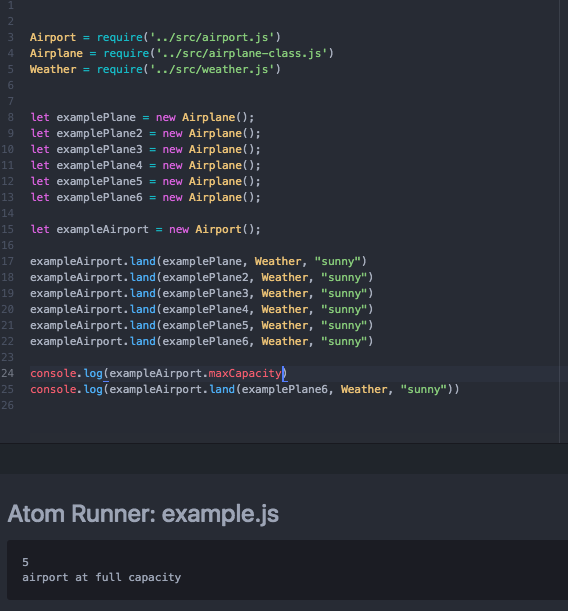 1
2
3 Airport = require('../src/airport.js')
4 Airplane = require('../src/airplane-class.js')
5 Weather = require('../src/weather.js')
6
7
8 let examplePlane = new Airplane();
9 let examplePlane2 = new Airplane();
10 let examplePlane3 = new Airplane();
11 let examplePlane4 = new Airplane();
12 let examplePlane5 = new Airplane();
13 let examplePlane6 = new Airplane();
14
15 let exampleAirport = new Airport();
16
17 exampleAirport.land(examplePlane, Weather, "sunny")
18 exampleAirport.land(examplePlane2, Weather, "sunny")
19 exampleAirport.land(examplePlane3, Weather, "sunny")
20 exampleAirport.land(examplePlane4, Weather, "sunny")
21 exampleAirport.land(examplePlane5, Weather, "sunny")
22 exampleAirport.land(examplePlane6, Weather, "sunny")
23
24 console.log(exampleAirport.maxCapacity)
25 console.log(exampleAirport.land(examplePlane6, Weather, "sunny"))
26
Atom Runner: example.js
5
airport at full capacity